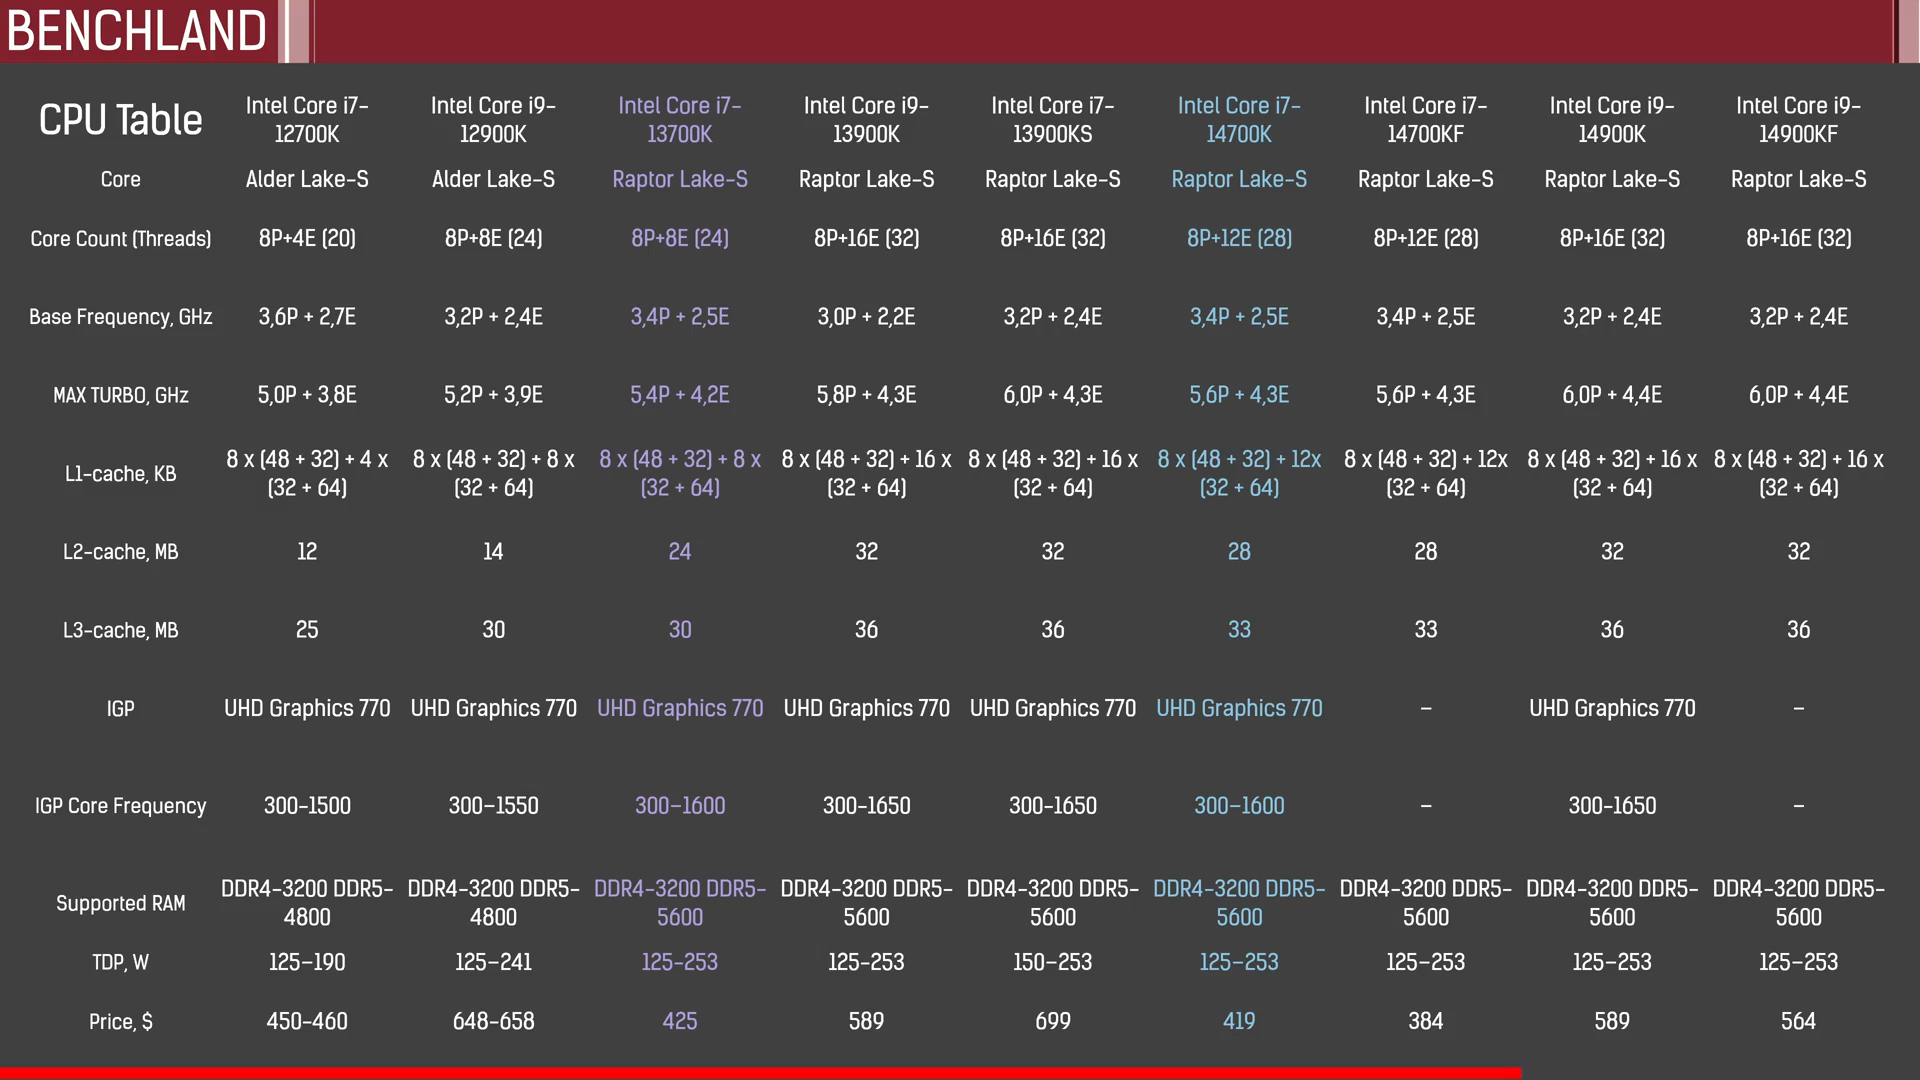 BENCHLAND
CPU Table
Intel Core i7-
12700K
Intel Core i9-
12900K
Intel Core i7-
13700K
Intel Core i9-
13900K
Intel Core i7-
13900KS
Intel Core i7-
14700K
Intel Core i7-
14700KF
Intel Core i9-
14900K
Intel Core i9-
14900KF
Core Alder Lake-S Alder Lake-S Raptor Lake-S Raptor Lake-S Raptor Lake-S Raptor Lake-S Raptor Lake-S Raptor Lake-S Raptor Lake-S
Core Count (Threads) 8P+4E (20) 8P+8E (24) 8P+8E (24) 8P+16E (32) 8P+16E (32) 8P+12E (28) 8P+12E (28) 8P+16E (32) 8P+16E (32)
Base Frequency, GHz 3,6P + 2,7E 3,2P + 2,4E 3,4P + 2,5E 3,0P + 2,2E 3,2P + 2,4E 3,4P + 2,5E 3,4P + 2,5E 3,2P + 2,4E 3,2P + 2,4E
MAX TURBO, GHz 5,0P + 3,8E 5,2P + 3,9E 5,4P + 4,2E 5,8P + 4,3E 6,0P + 4,3E 5,6P + 4,3E 5,6P + 4,3E 6,0P + 4,4E 6,0P + 4,4E
L1-cache, KB
8 x (48 + 32) + 4 x
(32 + 64)
8 x (48 + 32) + 8 x
(32 + 64)
8 x (48 + 32) + 8 x
(32 + 64)
8 x (48 + 32) + 16 x
(32 + 64)
8 x (48 + 32) + 16 x
(32 + 64)
8 x (48 + 32) + 12x
(32 + 64)
8 x (48 + 32) + 12x
(32 + 64)
8 x (48 + 32) + 16 x
(32 + 64)
8 x (48 + 32) + 16 x
(32 + 64)
L2-cache, MB 12 14 24 32 32 28 28 32 32
L3-cache, MB 25 30 30 36 36 33 33 36 36
IGP UHD Graphics 770 UHD Graphics 770 UHD Graphics 770 UHD Graphics 770 UHD Graphics 770 UHD Graphics 770 – UHD Graphics 770 –
IGP Core Frequency 300-1500 300–1550 300–1600 300-1650 300-1650 300–1600 – 300-1650 –
Supported RAM
DDR4-3200 DDR5-
4800
DDR4-3200 DDR5-
4800
DDR4-3200 DDR5-
5600
DDR4-3200 DDR5-
5600
DDR4-3200 DDR5-
5600
DDR4-3200 DDR5-
5600
DDR4-3200 DDR5-
5600
DDR4-3200 DDR5-
5600
DDR4-3200 DDR5-
5600
TDP, W 125–190 125–241 125-253 125-253 150-253 125–253 125–253 125-253 125-253
Price, $ 450-460 648-658 425 589 699 419 384 589 564